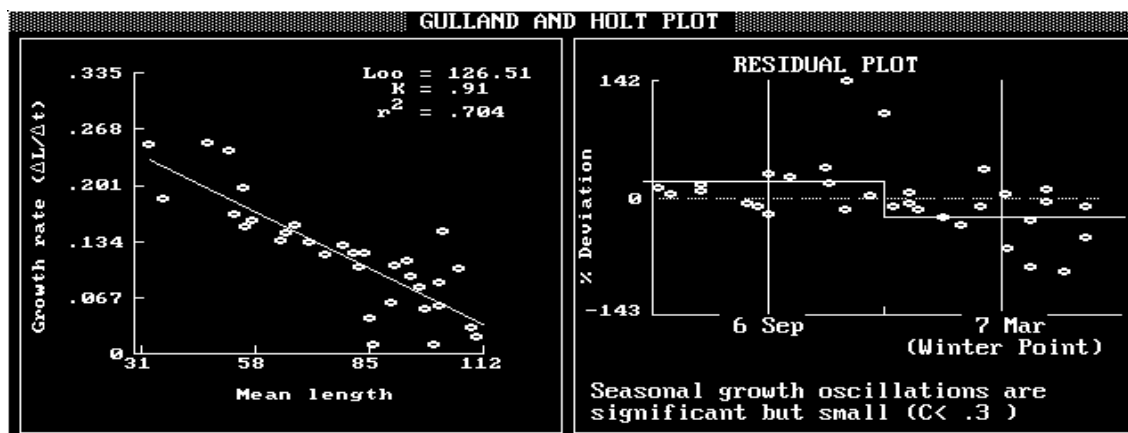 GULLAND AND HOLT PLOT
Growth rate (ΔL/Δt)
.335
.268
.201
.134
.067
0
31
58
85
112
Mean length
Loo = 126.51
K = .91
r² = .704
RESIDUAL PLOT
% Deviation
142
0
-143
6 Sep
7 Mar
(Winter Point)
Seasonal growth oscillations are
significant but small (C< .3 )